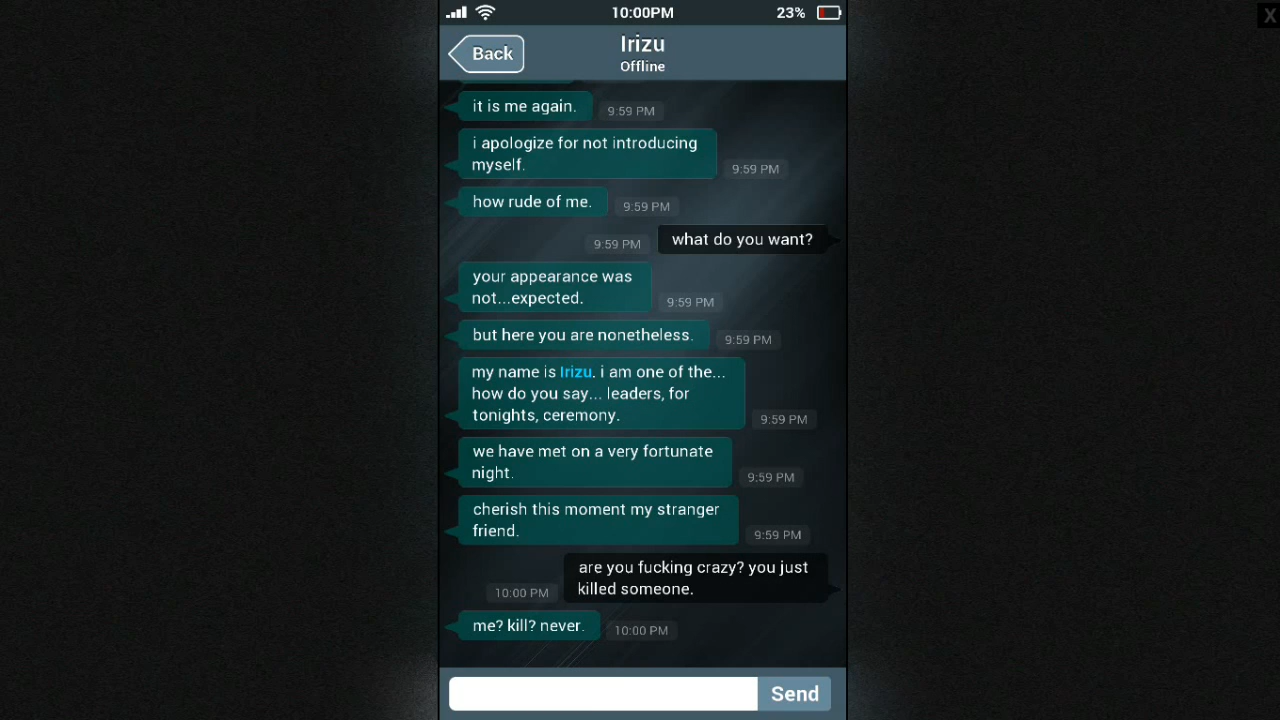 10:00PM
23%
X
Back
Irizu
Offline
it is me again.
9:59 PM
i apologize for not introducing
myself.
9:59 PM
how rude of me.
9:59 PM
what do you want?
9:59 PM
your appearance was
not...expected.
9:59 PM
but here you are nonetheless.
9:59 PM
my name is Irizu. i am one of the...
how do you say... leaders, for
tonights, ceremony.
9:59 PM
we have met on a very fortunate
night.
9:59 PM
cherish this moment my stranger
friend.
9:59 PM
are you fucking crazy? you just
killed someone.
10:00 PM
me? kill? never.
10:00 PM
Send